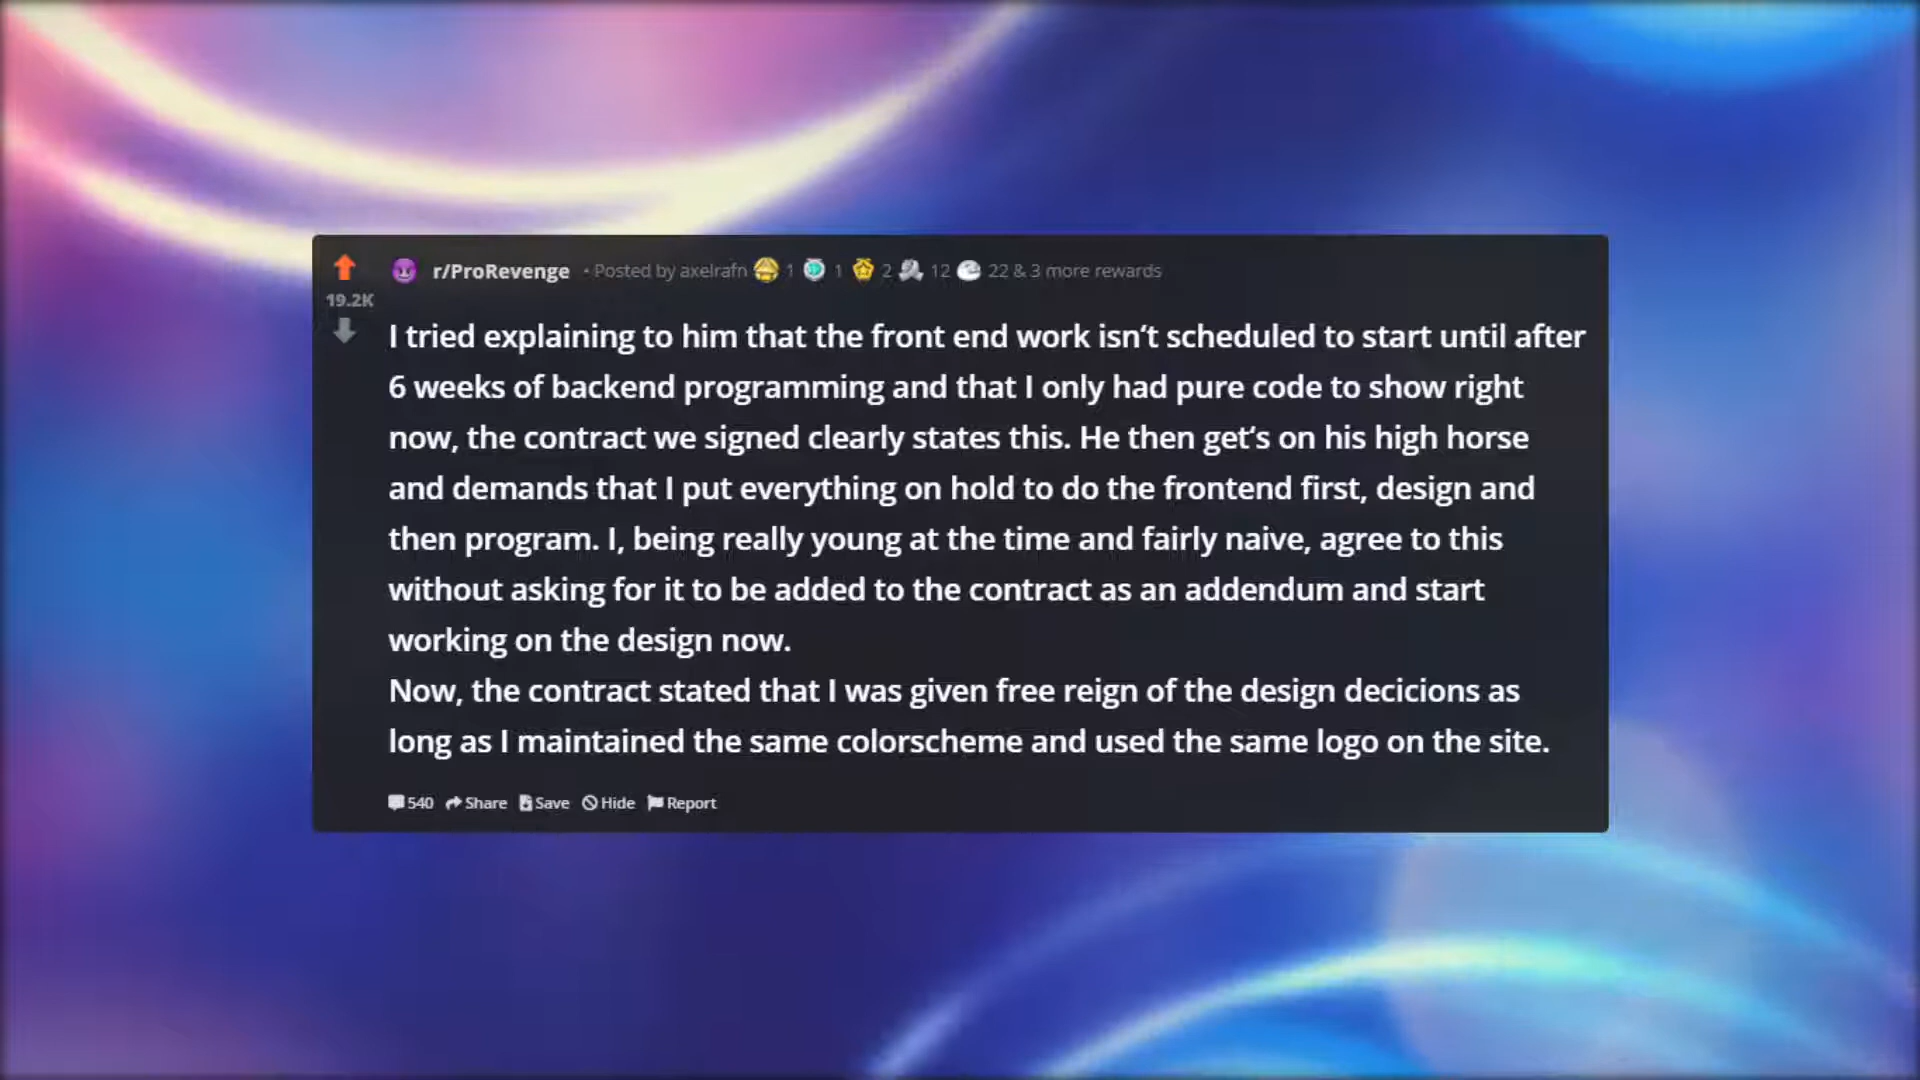 r/ProRevenge • Posted by axelrafn 1 1 2 12 22 & 3 more rewards
19.2K
I tried explaining to him that the front end work isn't scheduled to start until after
6 weeks of backend programming and that I only had pure code to show right
now, the contract we signed clearly states this. He then get's on his high horse
and demands that I put everything on hold to do the frontend first, design and
then program. I, being really young at the time and fairly naive, agree to this
without asking for it to be added to the contract as an addendum and start
working on the design now.
Now, the contract stated that I was given free reign of the design decicions as
long as I maintained the same colorscheme and used the same logo on the site.
540 Share Save Hide Report